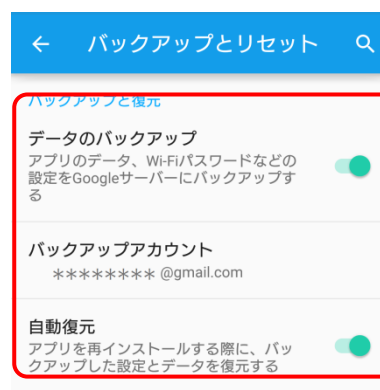 バックアップとリセット
バックアップと復元
データのバックアップ
アプリのデータ、Wi-Fiパスワードなどの
設定をGoogleサーバーにバックアップす
る
バックアップアカウント
******** @gmail.com
自動復元
アプリを再インストールする際に、バッ
クアップした設定とデータを復元する